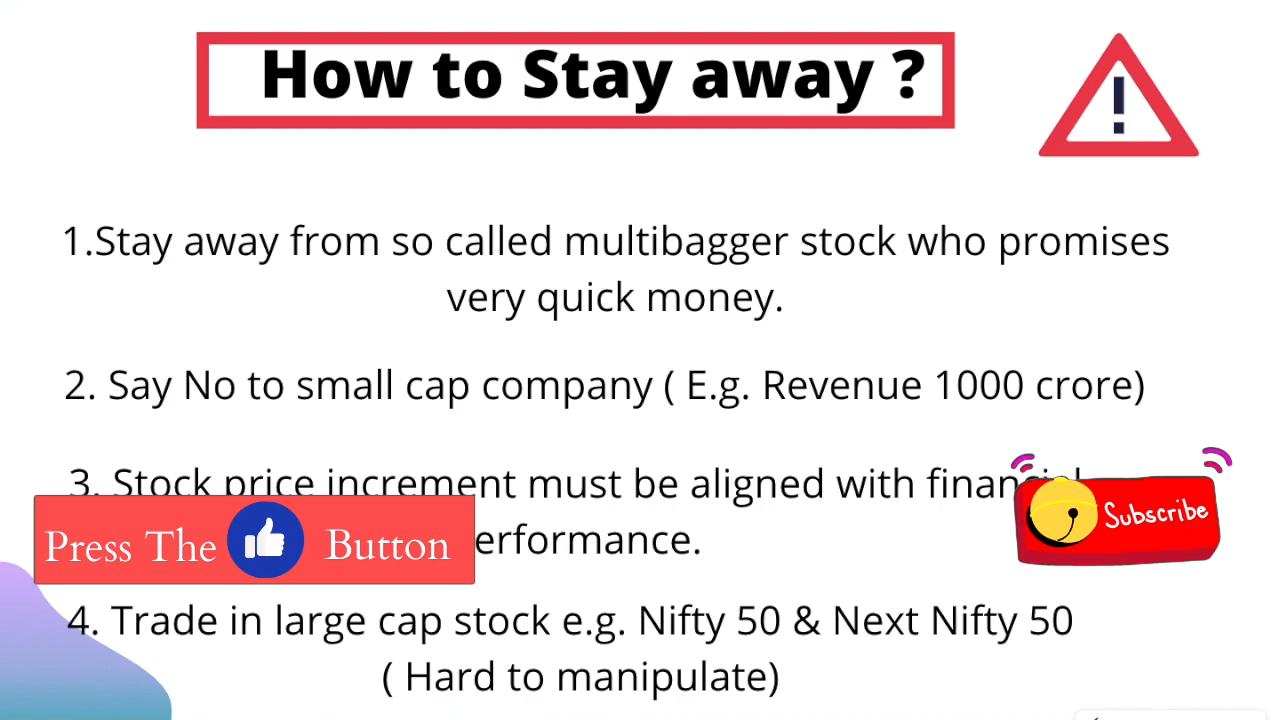 How to Stay away ?
1.Stay away from so called multibagger stock who promises
very quick money.
2. Say No to small cap company ( E.g. Revenue 1000 crore)
3. Stock price increment must be aligned with financial
erformance.
Press The Button
Subscribe
4. Trade in large cap stock e.g. Nifty 50 & Next Nifty 50
( Hard to manipulate)